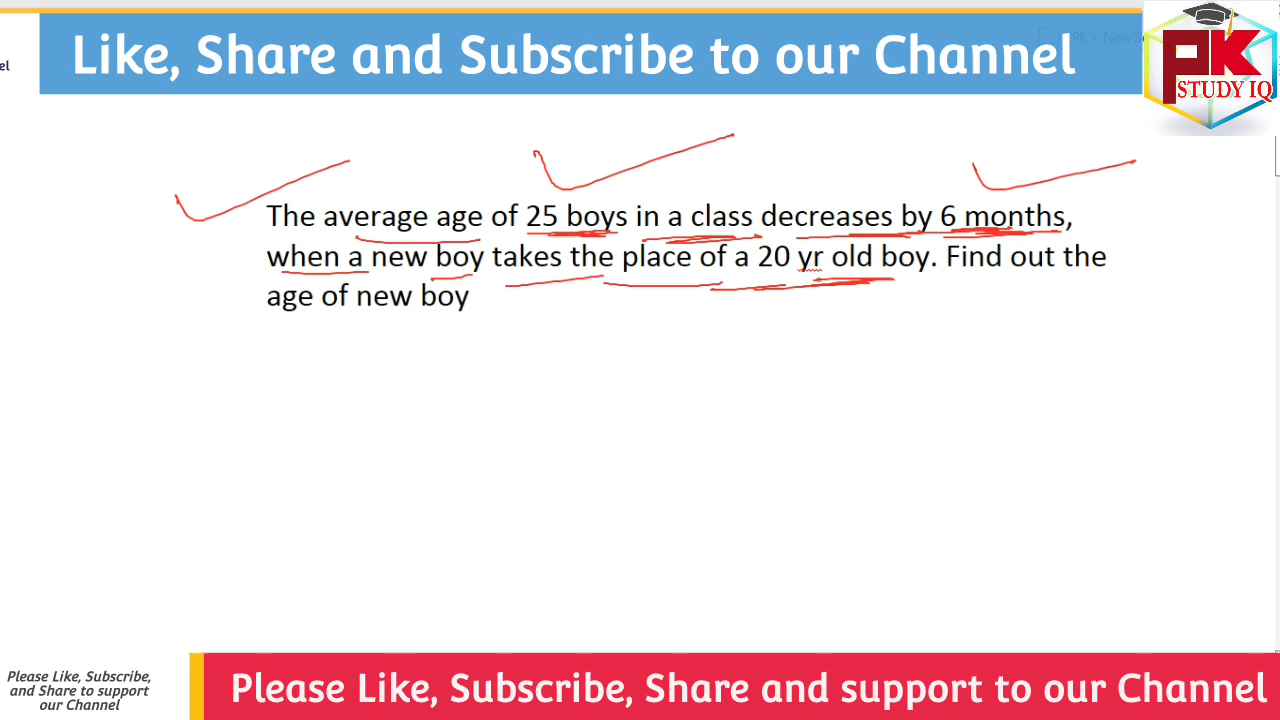 Like, Share and Subscribe to our Channel
PK
STUDY IQ
el
The average age of 25 boys in a class decreases by 6 months,
when a new boy takes the place of a 20 yr old boy. Find out the
age of new boy
Please Like, Subscribe,
and Share to support
our Channel
Please Like, Subscribe, Share and support to our Channel